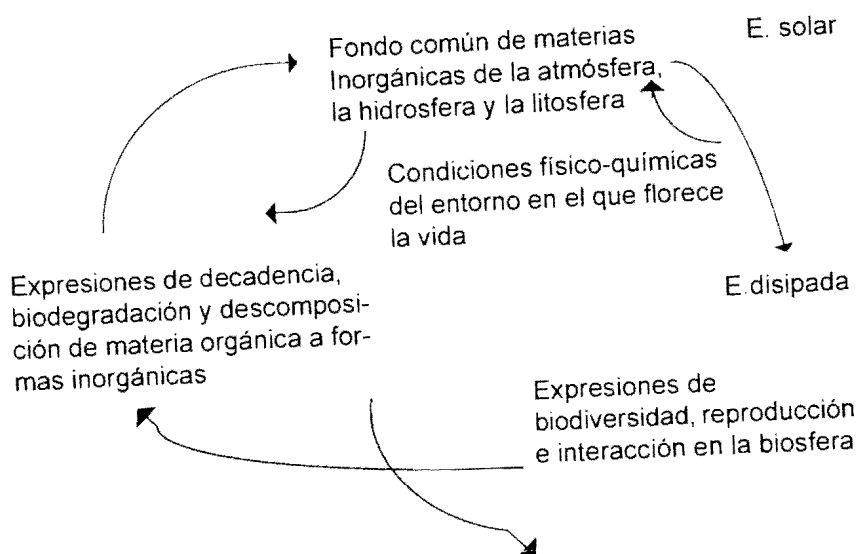 E. solar
Fondo común de materias
Inorgánicas de la atmósfera,
la hidrosfera y la litosfera
Condiciones físico-químicas
del entorno en el que florece
la vida
Expresiones de decadencia,
biodegradación y descomposi-
ción de materia orgánica a for-
mas inorgánicas
E.disipada
Expresiones de
biodiversidad, reproducción
e interacción en la biosfera